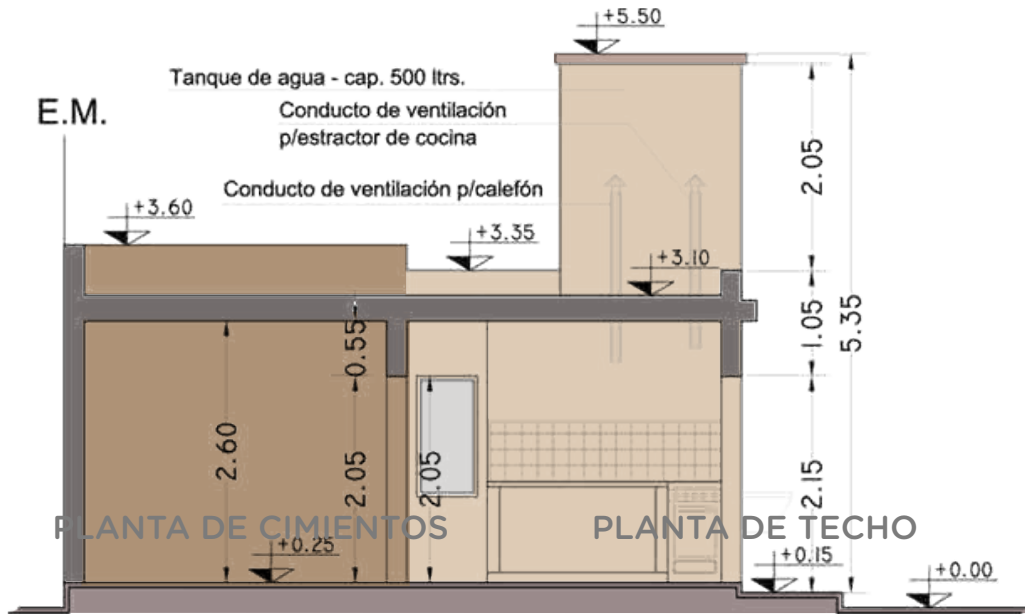 +5.50
Tanque de agua - cap. 500 ltrs.
E.M.
Conducto de ventilación
p/estractor de cocina
2.05
Conducto de ventilación p/calefón
+3.60
+3.35
+3.10
0.55
1.05
5.35
2.60
2.05
2.05
2.15
PLANTA DE CIMIENTOS
PLANTA DE TECHO
+0.25
+0.15
+0.00